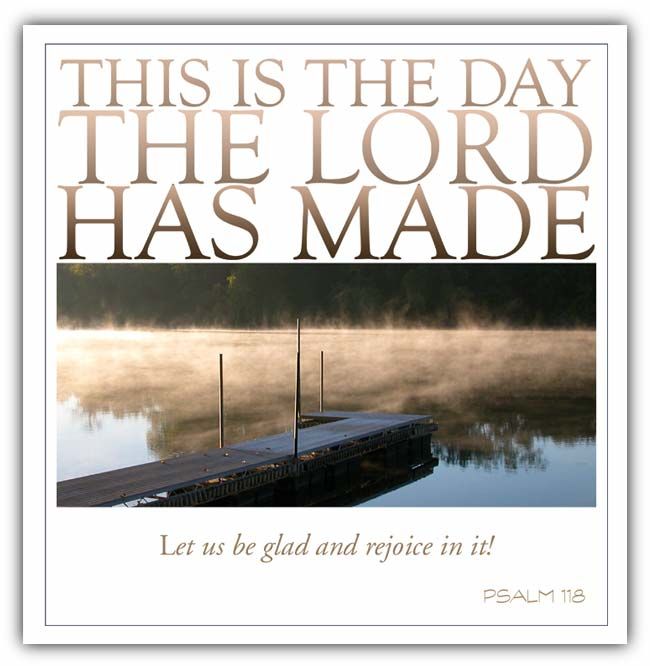 THIS IS THE DAY
THE LORD
HAS MADE
Let us be glad and rejoice in it!
PSALM 118